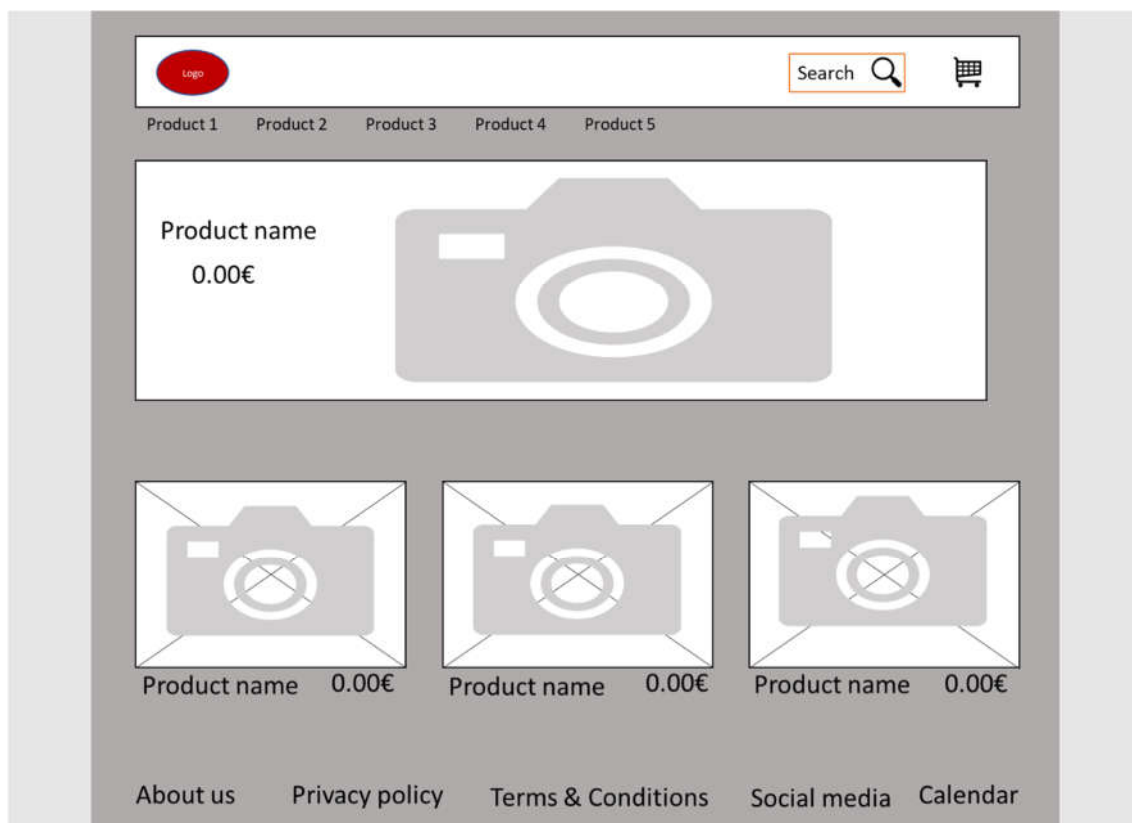 Logo
Search
Product 1 Product 2 Product 3 Product 4 Product 5
Product name
0.00€
Product name 0.00€ Product name 0.00€ Product name 0.00€
About us Privacy policy Terms & Conditions Social media Calendar